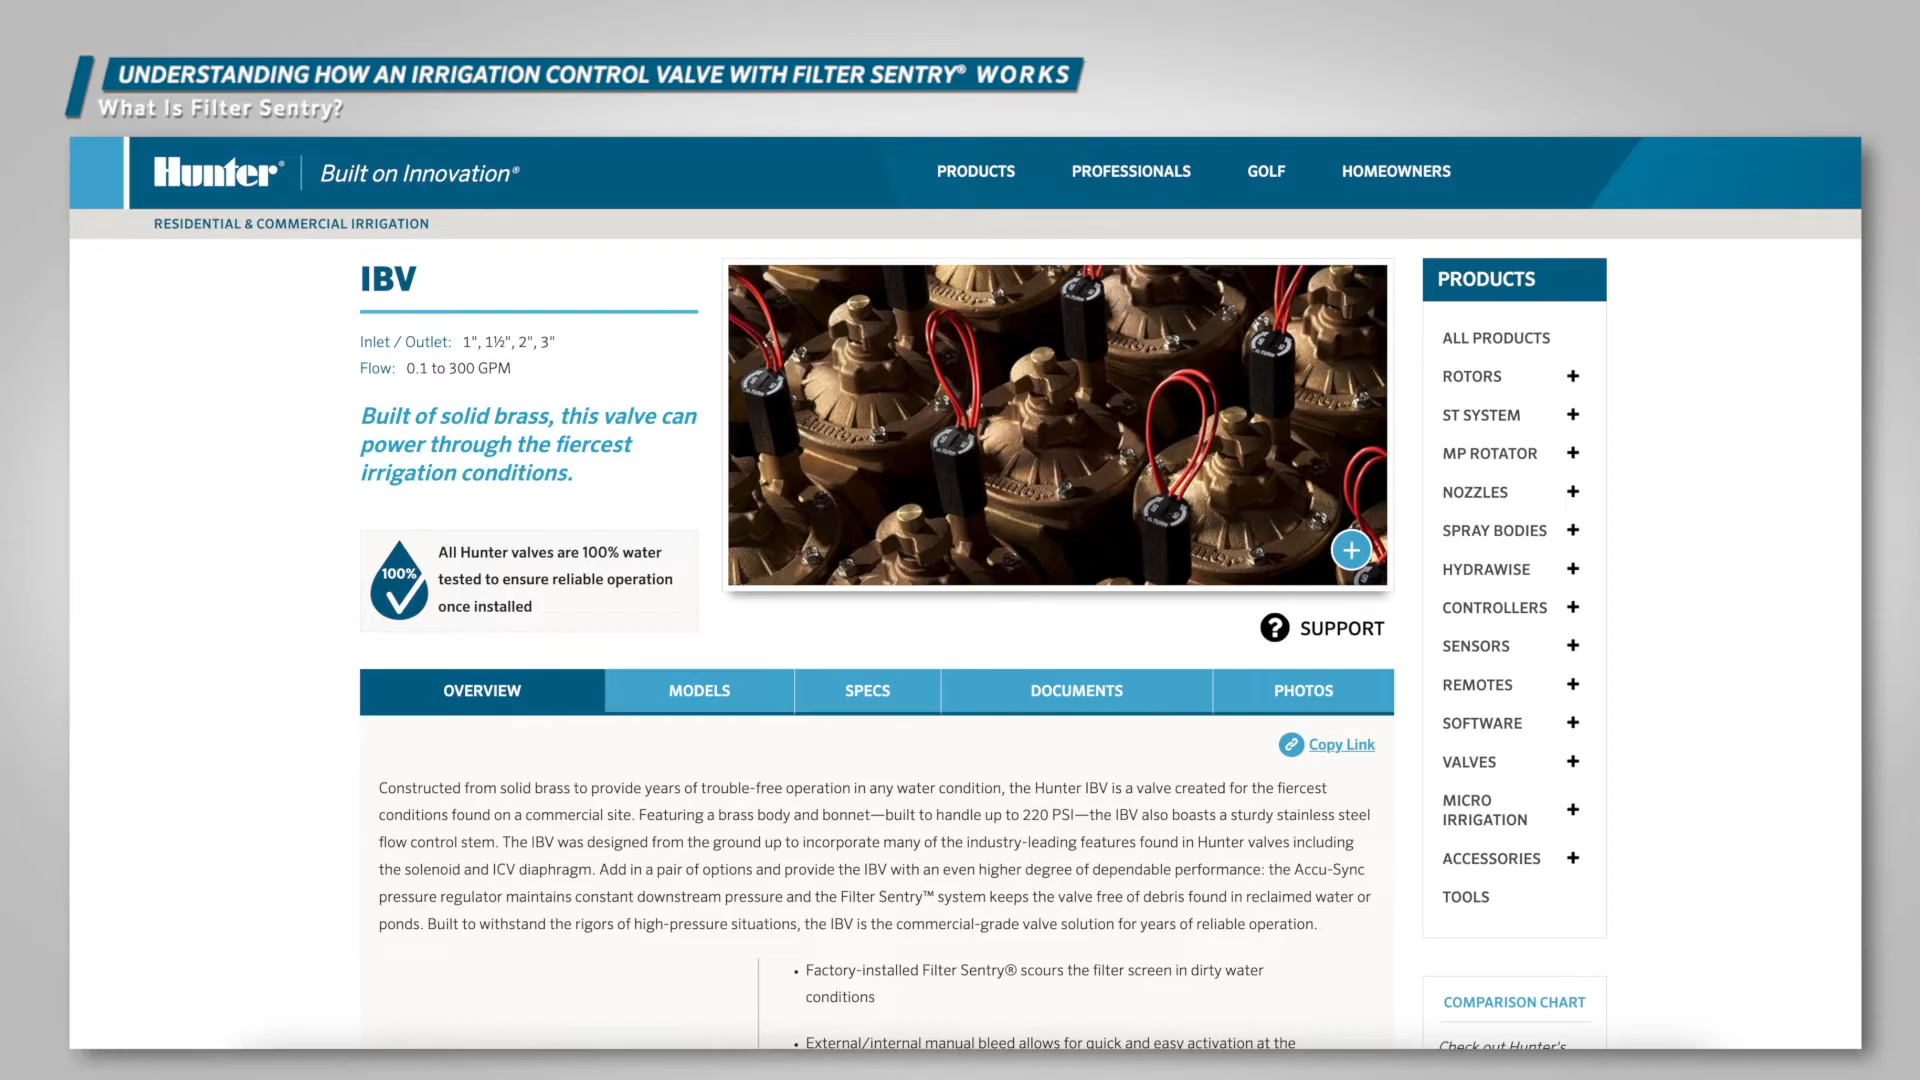 UNDERSTANDING HOW AN IRRIGATION CONTROL VALVE WITH FILTER SENTRY® WORKS
What Is Filter Sentry?
Hunter®
Built on Innovation®
PRODUCTS
PROFESSIONALS
GOLF
HOMEOWNERS
RESIDENTIAL & COMMERCIAL IRRIGATION
IBV
Inlet / Outlet: 1", 1½", 2", 3"
Flow: 0.1 to 300 GPM
Built of solid brass, this valve can
power through the fiercest
irrigation conditions.
100%
All Hunter valves are 100% water
tested to ensure reliable operation
once installed
SUPPORT
OVERVIEW
MODELS
SPECS
DOCUMENTS
PHOTOS
Copy Link
Constructed from solid brass to provide years of trouble-free operation in any water condition, the Hunter IBV is a valve created for the fiercest
conditions found on a commercial site. Featuring a brass body and bonnet—built to handle up to 220 PSI—the IBV also boasts a sturdy stainless steel
flow control stem. The IBV was designed from the ground up to incorporate many of the industry-leading features found in Hunter valves including
the solenoid and ICV diaphragm. Add in a pair of options and provide the IBV with an even higher degree of dependable performance: the Accu-Sync
pressure regulator maintains constant downstream pressure and the Filter Sentry™ system keeps the valve free of debris found in reclaimed water or
ponds. Built to withstand the rigors of high-pressure situations, the IBV is the commercial-grade valve solution for years of reliable operation.
• Factory-installed Filter Sentry® scours the filter screen in dirty water
conditions
• External/internal manual bleed allows for quick and easy activation at the
PRODUCTS
ALL PRODUCTS
ROTORS +
ST SYSTEM +
MP ROTATOR +
NOZZLES +
SPRAY BODIES +
HYDRAWISE +
CONTROLLERS +
SENSORS +
REMOTES +
SOFTWARE +
VALVES +
MICRO
IRRIGATION +
ACCESSORIES +
TOOLS
COMPARISON CHART
Check out Hunter's